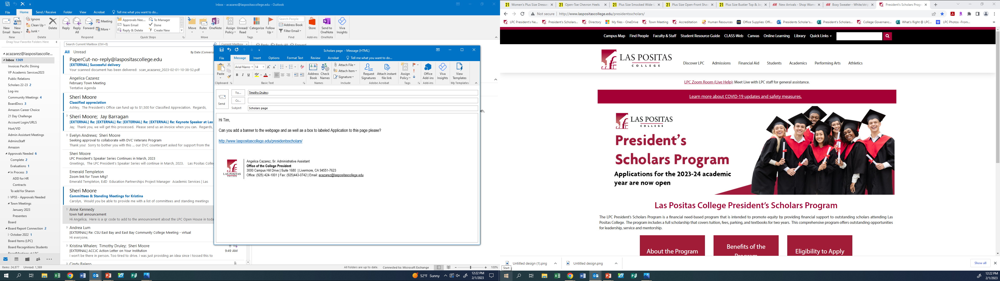 Inbox - acazarez@laspositascollege.edu - Outlook
File Home Send / Receive Folder View Acrobat Tell me what you want to do...
New Email
New Items
Ignore
Clean Up
Junk
Delete
Reply
Reply All
Forward
Meeting
More
Approvals Nee...
Team Email
Reply & Delete
To Manager
Done
Create New
Move
Rules
OneNote
Assign Policy
Unread/ Read
Categorize
Follow Up
Search People
Address Book
Filter Email
Store
Send to OneNote
Viva Insights
New Delete Respond Quick Steps Move Tags Find Add-ins OneNote
Drag Your Favorite Folders Here
acazarez@laspositascolle...
Inbox 1369
Invoices Pacific Dining
VP Academic Services2023
Public Relations
Scholars 22-23 2
Log-ins
Community Meetings 4
BoardDocs 3
Amazon Career Choice
21 Day Challenge
Account Login/URLS
Hort/VID
Admin Assistant Meetings
AdminsStaff
Amazon
Approvals Needed 6
Complete 2
Evaluations 1
In Process 3
ADD for HR
Contracts
To add for Sharon
VPSS - Approvals Needed
Town Meetings
January 2023
Presenters
Board
Board Report Connection 2
October 2022 1
Board Items (LPC)
Board Recognitions Students
BoardMeetings at LPC
Search Current Mailbox (Ctrl+E) Current Mailbox
All Unread By Date (Conversa
PaperCut-no-reply@laspositascollege.edu
[EXTERNAL] Successful delivery
Your scanned document has been delivered: scan_acazarez_2023-02-01-10-38-52.pdf
Angelica Cazarez
February Town Meeting
Tentative Agenda
Sheri Moore
Classified appreciation
Ashley, The President's Office can fund up to $1,500 for Classified Appreciation. Regards,
Sheri Moore; Jay Barragan
[EXTERNAL] Re: [EXTERNAL] Re: [EXTERNAL] Re: [EXTERNAL] Re: Keynote Speaker at Las
Jay, Thank you, we will get this processed. Please send us an invoice when you can. Regards,
Evelyn Andrews; Sheri Moore
Seeking approval to collaborate with DVC Veterans Program
Thank you! Sorry to bother you with this ... our DVC counterpart asked for support from the
Sheri Moore
LPC President's Speaker Series Continues in March, 2023
Greetings, The LPC President's Speaker Series will continue in March, 2023. Las Positas Colleg
Emerald Templeton
Zoom link for Town Mtg?
Emerald Templeton, EdD Education Partnerships Project Manager Academic Services | Las
Sheri Moore
Committees & Standing Meetings for Kristina
Carolyn, Would you be able to provide me with a list of committees and standing meetings
Anne Kennedy
town hall announcement
Hi Angelica, Here is a qr code to add to the announcement about the LPC Open House in toda
Andrea Lum
[EXTERNAL] Re: CSU East Bay and East Bay Community College Meeting - virtual
Hi everyone,
Kristina Whalen; Timothy Druley; Sheri Moore
[EXTERNAL] ACCJC Action Letter on Your Institution 9:49 AM
I won't be there in person. Too tired to drive. I was just providing an idea since I tossed this to
Cindy Balero
Reply Reply All Forward
on.
Items: 24,877 Unread: 1,369
All folders are up to date. Connected to: Microsoft Exchange 100%
52°F Sunny 12:22 PM
2/1/2023
Scholars page - Message (HTML)
File Message Insert Options Format Text Review Acrobat Tell me what you want to do...
Paste
Arial Narro 14
B I U
Address Book
Check Names
Attach File
Attach Item
Signature
Request Signatures
Attach instant file link
Assign Policy
Office Add-ins
Viva Insights
View Templates
Clipboard Basic Text Names Include Adobe Acrobat Tags Add-ins My Templates
Send
To... Timothy Druley;
Cc...
Subject Scholars page
Hi Tim,
Can you add a banner to the webpage and as well as a box to labeled Application to this page please?
http://www.laspositascollege.edu/presidentsscholars/
LAS POSITAS
COLLEGE
Angelica Cazarez, Sr. Administrative Assistant
Office of the College President
3000 Campus Hill Drive | Suite 1680 | Livermore, CA 94551-7623
Office: (925) 424-1001 | Fax: (925)443-0742 | Email: acazarez@laspositascollege.edu
21 Women's Plus Size Dresses
21 Open-Toe Chevron Heels
21 Plus Size Smocked Wide-L
21 Plus Size Open-Front Shaw
21 Plus Size Bustier Top & Jog
H&M New Arrivals - Shop Wom
H&M Boxy Sweater - White/strip
President's Scholars Progr
Not secure | http://www.laspositascollege.edu/presidentsscholars/
LPC President's Ne...
President's Scholars...
Directory
My files - OneDrive
Town Meeting
Accreditation
Human Resources
Office Supplies: Offi...
Presidents Scholar's...
President's Scholars...
College Governanc...
What's Right @ LPC...
LPC Photos -From...
Campus Map Find People Faculty & Staff Student Resource Guide CLASS-Web Canvas Online Learning Library Quick Links
LAS POSITAS
COLLEGE
Discover LPC Admissions Financial Aid Students Academics Performing Arts Athletics
LPC Zoom Room (Live Help): Meet Live with LPC staff for general assistance.
Learn more about COVID-19 updates and safety measures.
LAS POSITAS
COLLEGE
President's
Scholars Program
Applications for the 2023-24 academic
year are now open
Las Positas College President's Scholars Program
The LPC President's Scholars Program is a financial need-based program that is intended to promote equity by providing financial support to outstanding scholars attending Las
Positas College. The program includes a full scholarship that covers tuition, fees, parking, and textbooks for two years. This comprehensive program offers outstanding opportunities
for leadership, service and mentorship.
About the Program
Benefits of the
Program
Eligibility to Apply
Untitled design (1).png
Untitled design.png
Show all
Start
12:22 PM
2/1/2023